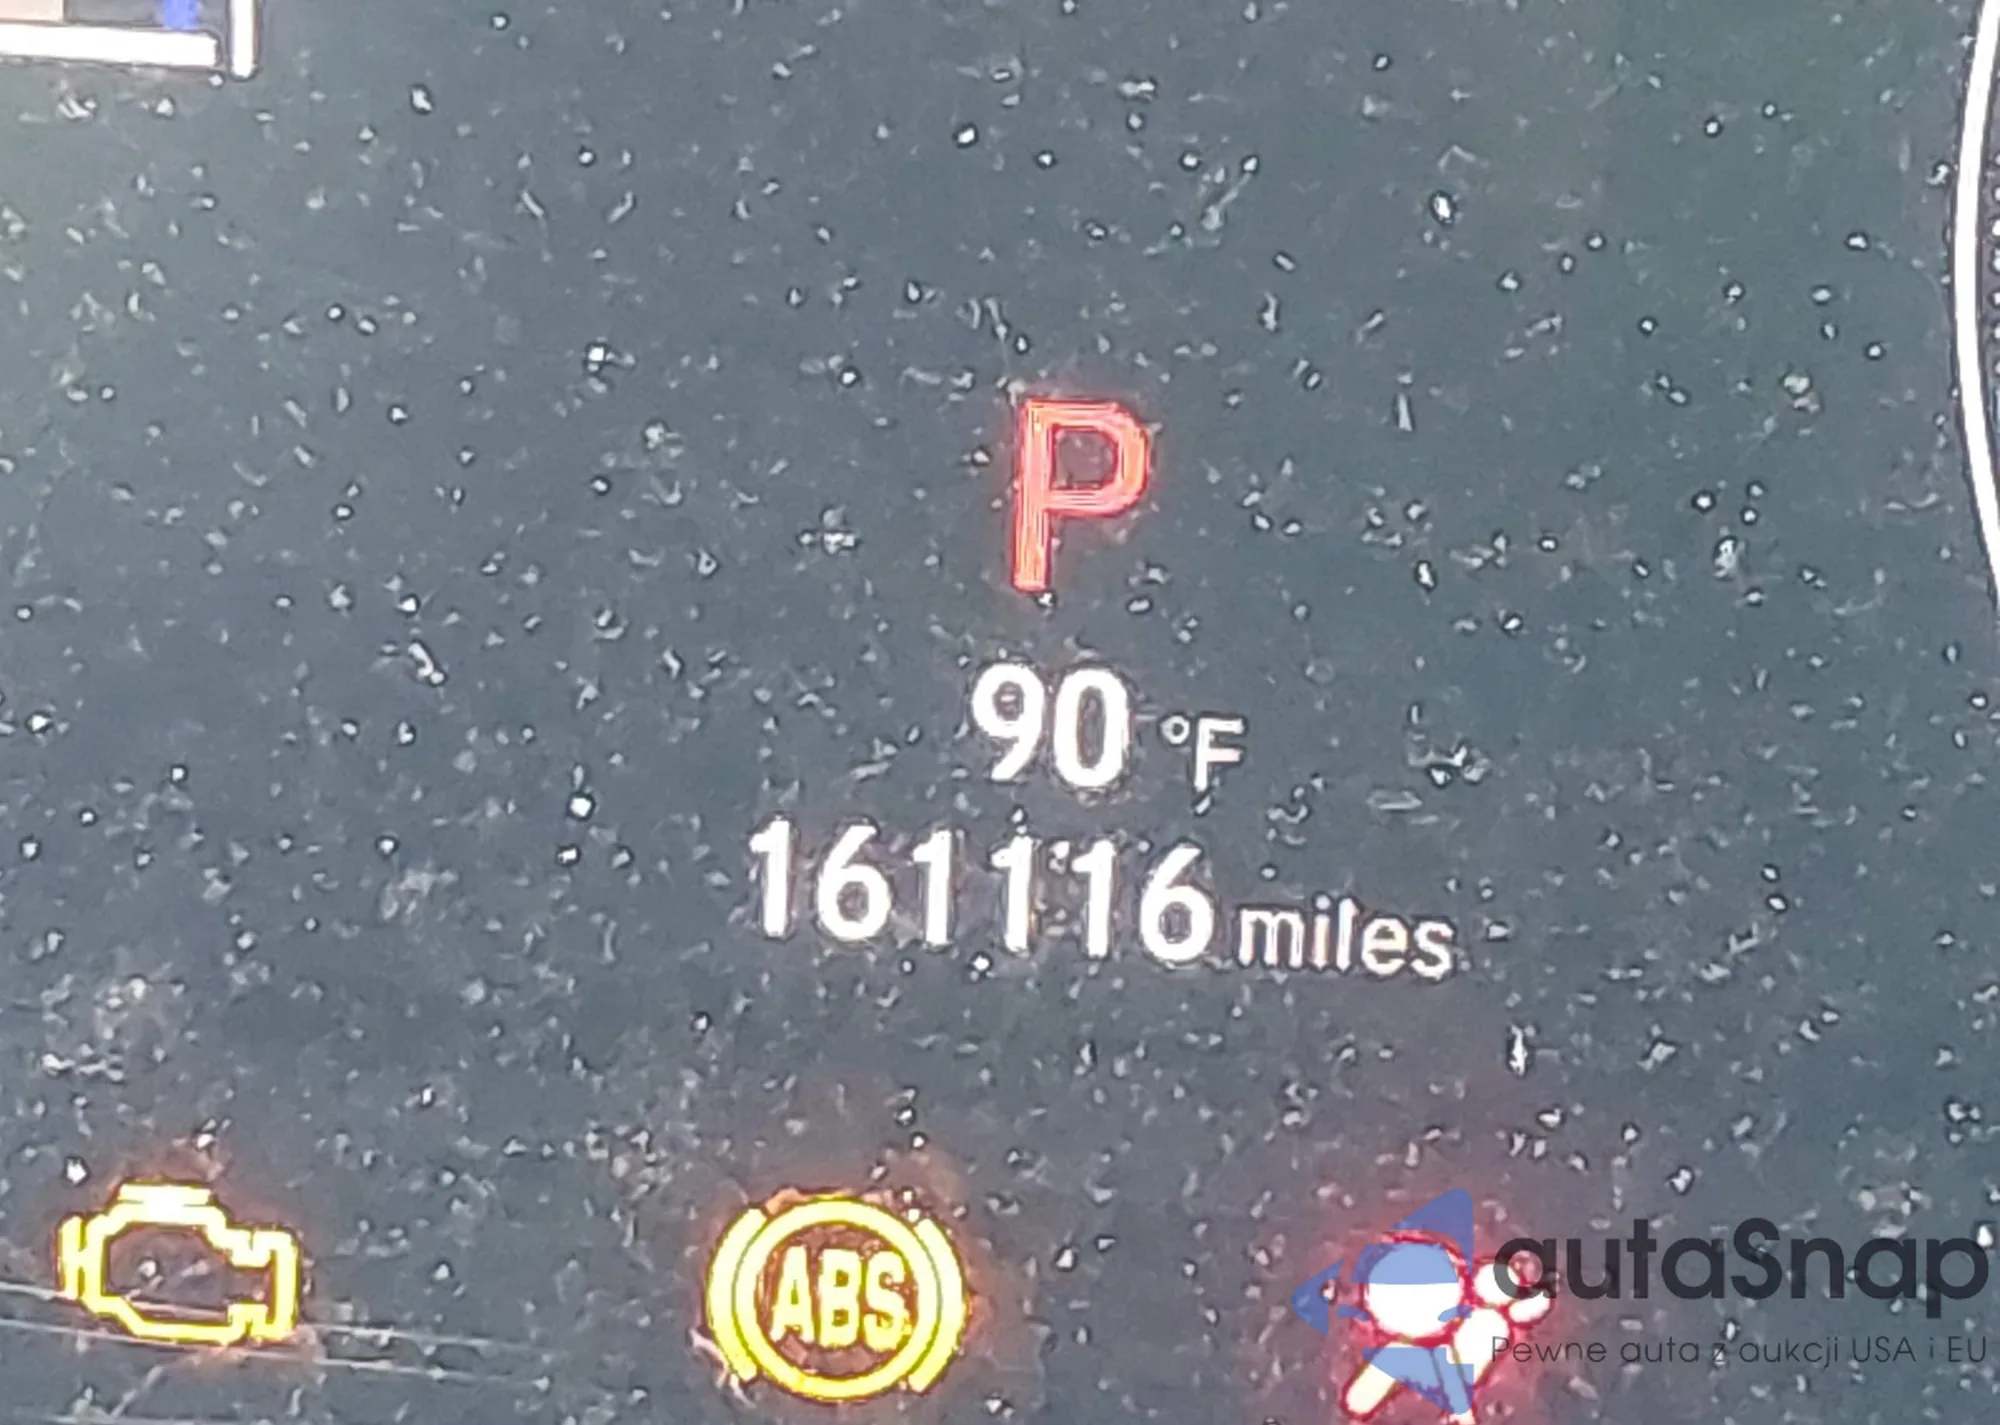 P
90 °F
161116 miles
ABS
autaSnap
Pewne auta z aukcji USA i EU